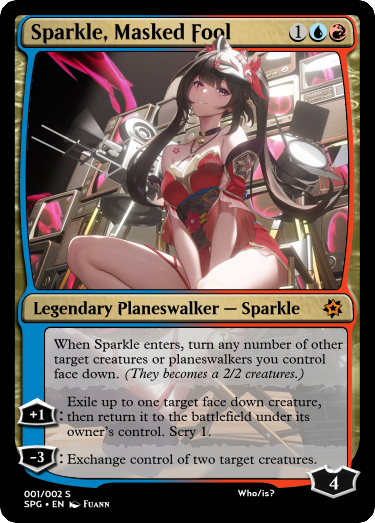 Sparkle, Masked Fool 1
Legendary Planeswalker — Sparkle
When Sparkle enters, turn any number of other
target creatures or planeswalkers you control
face down. (They becomes a 2/2 creatures.)
+1: Exile up to one target face down creature,
then return it to the battlefield under its
owner's control. Scry 1.
-3: Exchange control of two target creatures.
4
001/002 S
SPG • EN Fuann
Who/is?